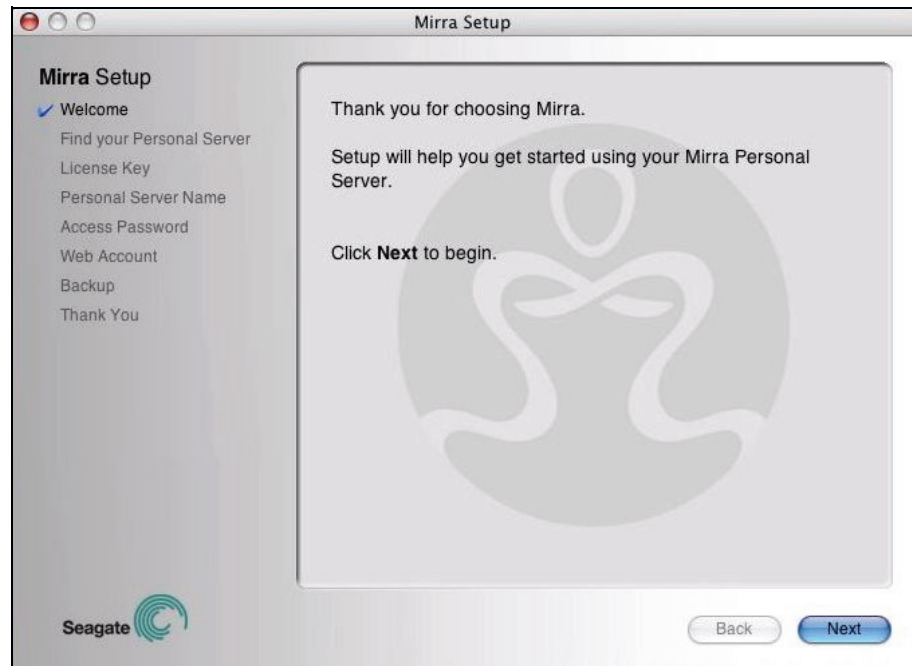 Mirra Setup
Mirra Setup
Welcome
Find your Personal Server
License Key
Personal Server Name
Access Password
Web Account
Backup
Thank You
Thank you for choosing Mirra.
Setup will help you get started using your Mirra Personal
Server.
Click Next to begin.
Seagate
Back
Next